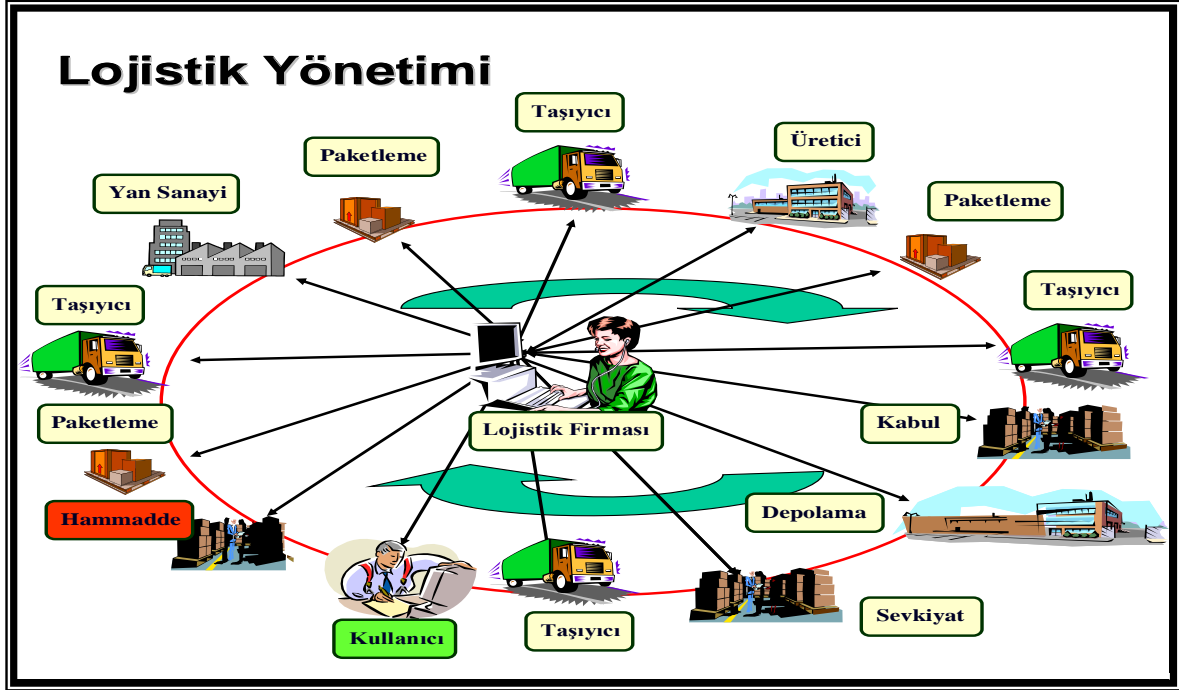 Lojistik Yönetimi
Taşıyıcı
Üretici
Paketleme
Yan Sanayi
Paketleme
Taşıyıcı
Taşıyıcı
Paketleme
Kabul
Lojistik Firması
Hammadde
Depolama
Sevkiyat
Taşıyıcı
Kullanıcı